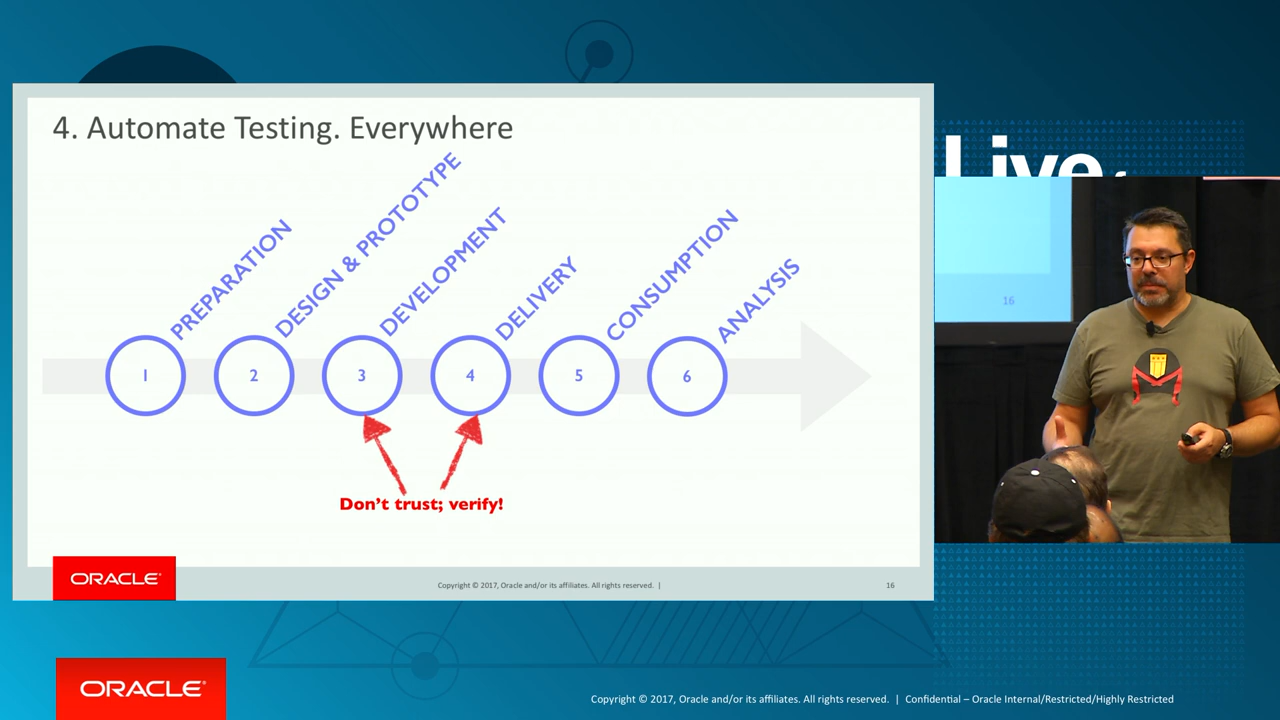 4. Automate Testing. Everywhere
PREPARATION
DESIGN & PROTOTYPE
DEVELOPMENT
DELIVERY
CONSUMPTION
ANALYSIS
1
2
3
4
5
6
Don't trust; verify!
ORACLE®
Copyright © 2017, Oracle and/or its affiliates. All rights reserved. |
16
Live
16
ORACLE®
Copyright © 2017, Oracle and/or its affiliates. All rights reserved. | Confidential – Oracle Internal/Restricted/Highly Restricted